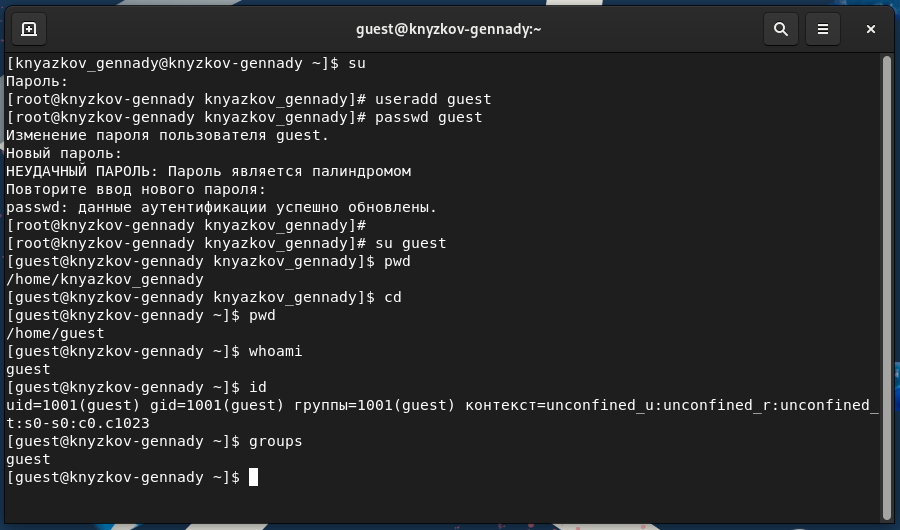 guest@knyzkov-gennady:~
[knyazkov_gennady@knyzkov-gennady ~]$ su
Пароль:
[root@knyzkov-gennady knyazkov_gennady]# useradd guest
[root@knyzkov-gennady knyazkov_gennady]# passwd guest
Изменение пароля пользователя guest.
Новый пароль:
НЕУДАЧНЫЙ ПАРОЛЬ: Пароль является палиндромом
Повторите ввод нового пароля:
passwd: данные аутентификации успешно обновлены.
[root@knyzkov-gennady knyazkov_gennady]#
[root@knyzkov-gennady knyazkov_gennady]# su guest
[guest@knyzkov-gennady knyazkov_gennady]$ pwd
/home/knyazkov_gennady
[guest@knyzkov-gennady knyazkov_gennady]$ cd
[guest@knyzkov-gennady ~]$ pwd
/home/guest
[guest@knyzkov-gennady ~]$ whoami
guest
[guest@knyzkov-gennady ~]$ id
uid=1001(guest) gid=1001(guest) группы=1001(guest) контекст=unconfined_u:unconfined_r:unconfined_
t:s0-s0:c0.c1023
[guest@knyzkov-gennady ~]$ groups
guest
[guest@knyzkov-gennady ~]$